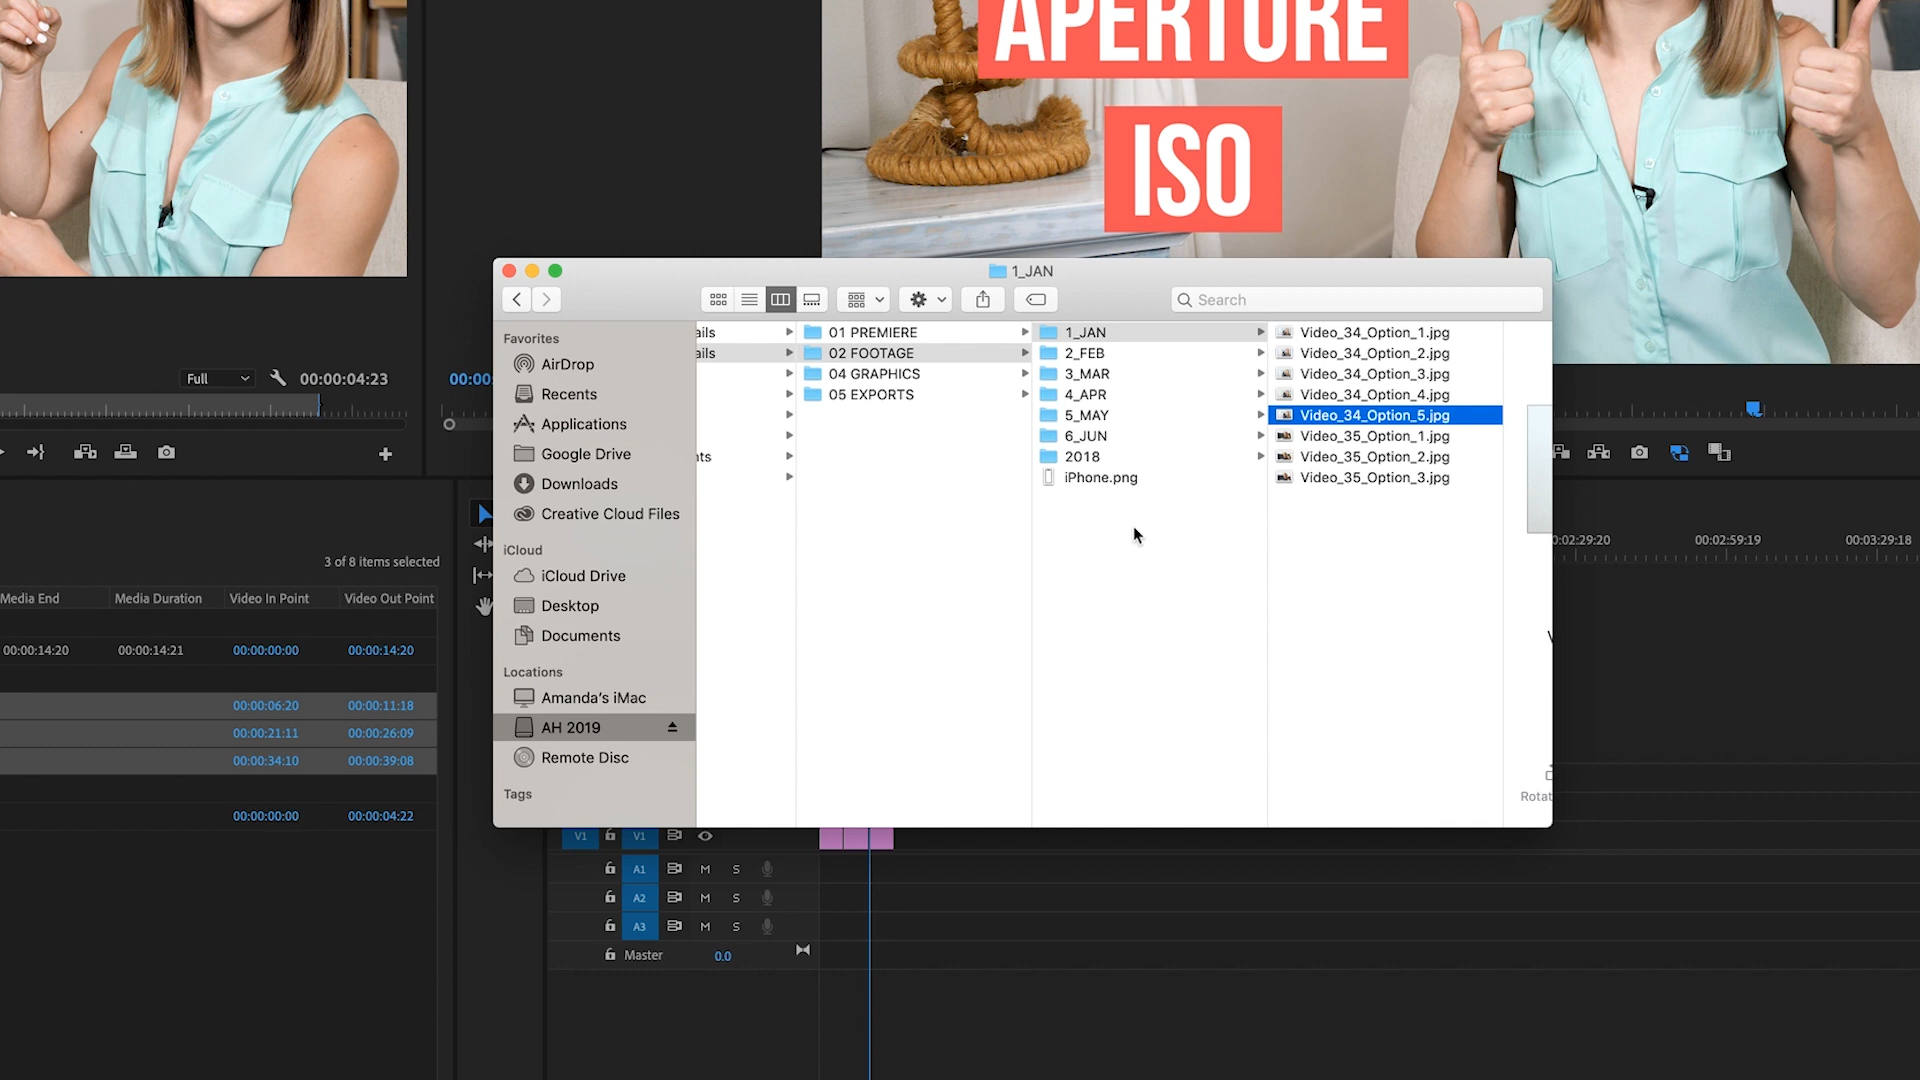 APERTURE
ISO
1_JAN
Search
Favorites
AirDrop
Recents
Applications
Google Drive
Downloads
Creative Cloud Files
iCloud
iCloud Drive
Desktop
Documents
Locations
Amanda's iMac
AH 2019
Remote Disc
Tags
ails
ails
nts
01 PREMIERE
02 FOOTAGE
04 GRAPHICS
05 EXPORTS
1_JAN
2_FEB
3_MAR
4_APR
5_MAY
6_JUN
2018
iPhone.png
Video_34_Option_1.jpg
Video_34_Option_2.jpg
Video_34_Option_3.jpg
Video_34_Option_4.jpg
Video_34_Option_5.jpg
Video_35_Option_1.jpg
Video_35_Option_2.jpg
Video_35_Option_3.jpg
Rotat
Full 00:00:04:23
00:00:
3 of 8 items selected
Media End Media Duration Video In Point Video Out Point
00:00:14:20 00:00:14:21 00:00:00:00 00:00:14:20
00:00:06:20 00:00:11:18
00:00:21:11 00:00:26:09
00:00:34:10 00:00:39:08
00:00:00:00 00:00:04:22
0:02:29:20 00:02:59:19 00:03:29:18
V1 V1
A1 M S
A2 M S
A3 M S
Master 0.0